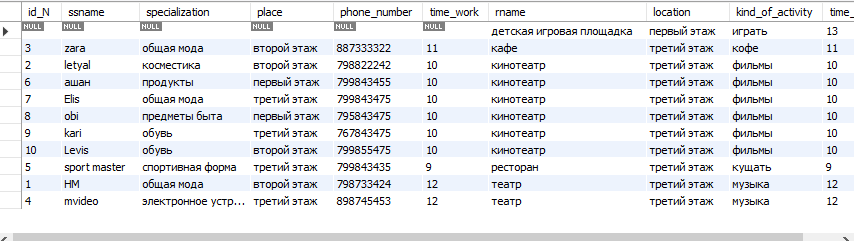 id_N ssname specialization place phone_number time_work rname location kind_of_activity time_
NULL NULL NULL NULL NULL NULL детская игровая площадка первый этаж играть 13
3 zara общая мода второй этаж 887333322 11 кафе третий этаж кофе 11
2 letyal косместика второй этаж 798822242 10 кинотеатр третий этаж фильмы 10
6 ашан продукты первый этаж 799843455 10 кинотеатр третий этаж фильмы 10
7 Elis общая мода третий этаж 799843475 10 кинотеатр третий этаж фильмы 10
8 obi предметы быта первый этаж 795843475 10 кинотеатр третий этаж фильмы 10
9 kari обувь третий этаж 767843475 10 кинотеатр третий этаж фильмы 10
10 Levis обувь второй этаж 799855475 10 кинотеатр третий этаж фильмы 10
5 sport master спортивная форма третий этаж 799843435 9 ресторан третий этаж кущать 9
1 HM общая мода второй этаж 798733424 12 театр третий этаж музыка 12
4 mvideo электронное устр... третий этаж 898745453 12 театр третий этаж музыка 12